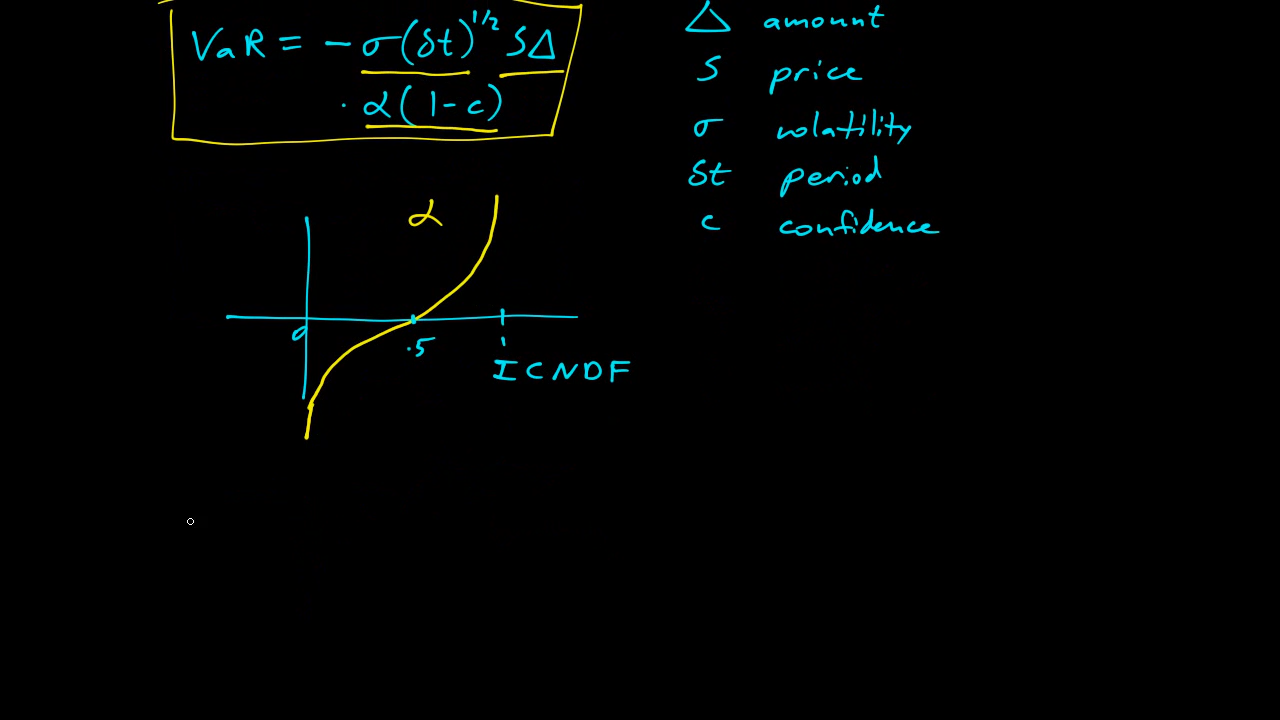 VaR = - σ(δt)^1/2 SΔ
· α(1-c)
Δ amount
S price
σ volatility
δt period
c confidence
α
0
.5
1
ICNDF